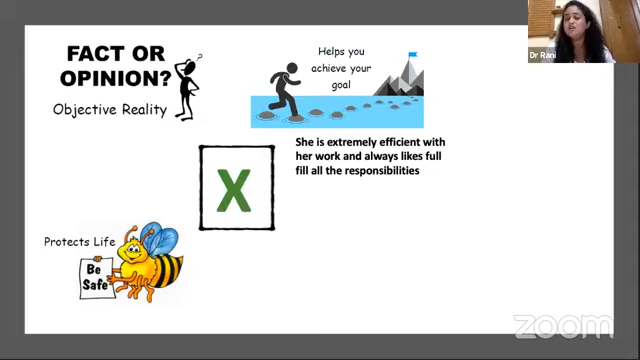 FACT OR
OPINION?
?
Objective Reality
Helps you
achieve your
goal
She is extremely efficient with
her work and always likes full
fill all the responsibilities
X
Protects Life
Be
Safe
Dr Rani
zoom